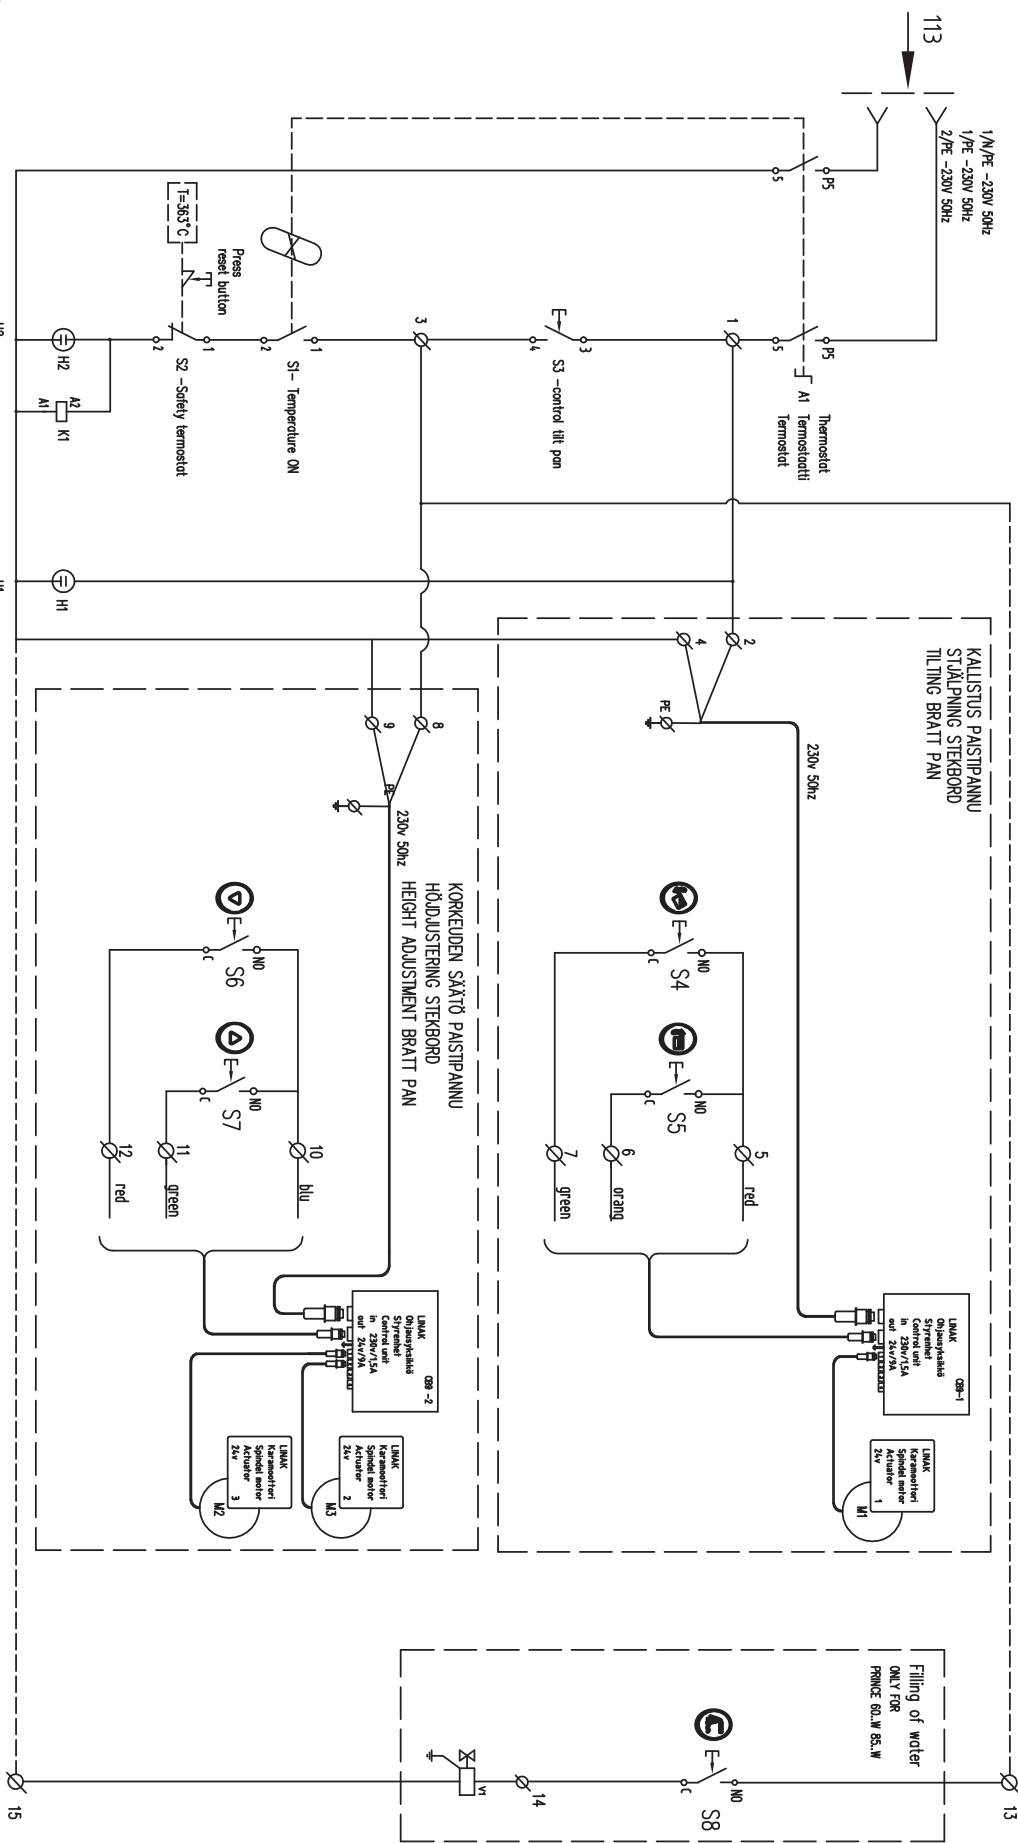 113
1/N/PE -230V 50Hz
1/PE -230V 50Hz
2/PE -230V 50Hz
P5
5
P5
5
A1
Thermostat
Termostaatti
Termostat
1
3
4
S3 -control tilt pan
3
1
2
S1- Temperature ON
T=363°C
Press
reset button
1
2
S2 -Safety termostat
H2
A2
A1
K1
H1
KALLISTUS PAISTIPANNU
STJÄLPNING STEKBORD
TILTING BRATT PAN
2
4
PE
230v 50hz
NO
C
S4
NO
C
S5
5
red
6
orang
7
green
LINAK
Ohjausyksikkö
Styrenhet
Control unit
in 230v/1,5A
out 24v/9A
CB9-1
LINAK
Karamoottori
Spindel motor
Actuator
24v
1
M1
8
9
PE
230v 50hz
KORKEUDEN SÄÄTÖ PAISTIPANNU
HÖJDJUSTERING STEKBORD
HEIGHT ADJUSTMENT BRATT PAN
NO
C
S6
NO
C
S7
10
blu
11
green
12
red
LINAK
Ohjausyksikkö
Styrenhet
Control unit
in 230v/1,5A
out 24v/9A
CB9 -2
LINAK
Karamoottori
Spindel motor
Actuator
24v
2
M3
LINAK
Karamoottori
Spindel motor
Actuator
24v
3
M2
Filling of water
ONLY FOR
PRINCE 60..W 85..W
NO
C
S8
14
V1
13
15